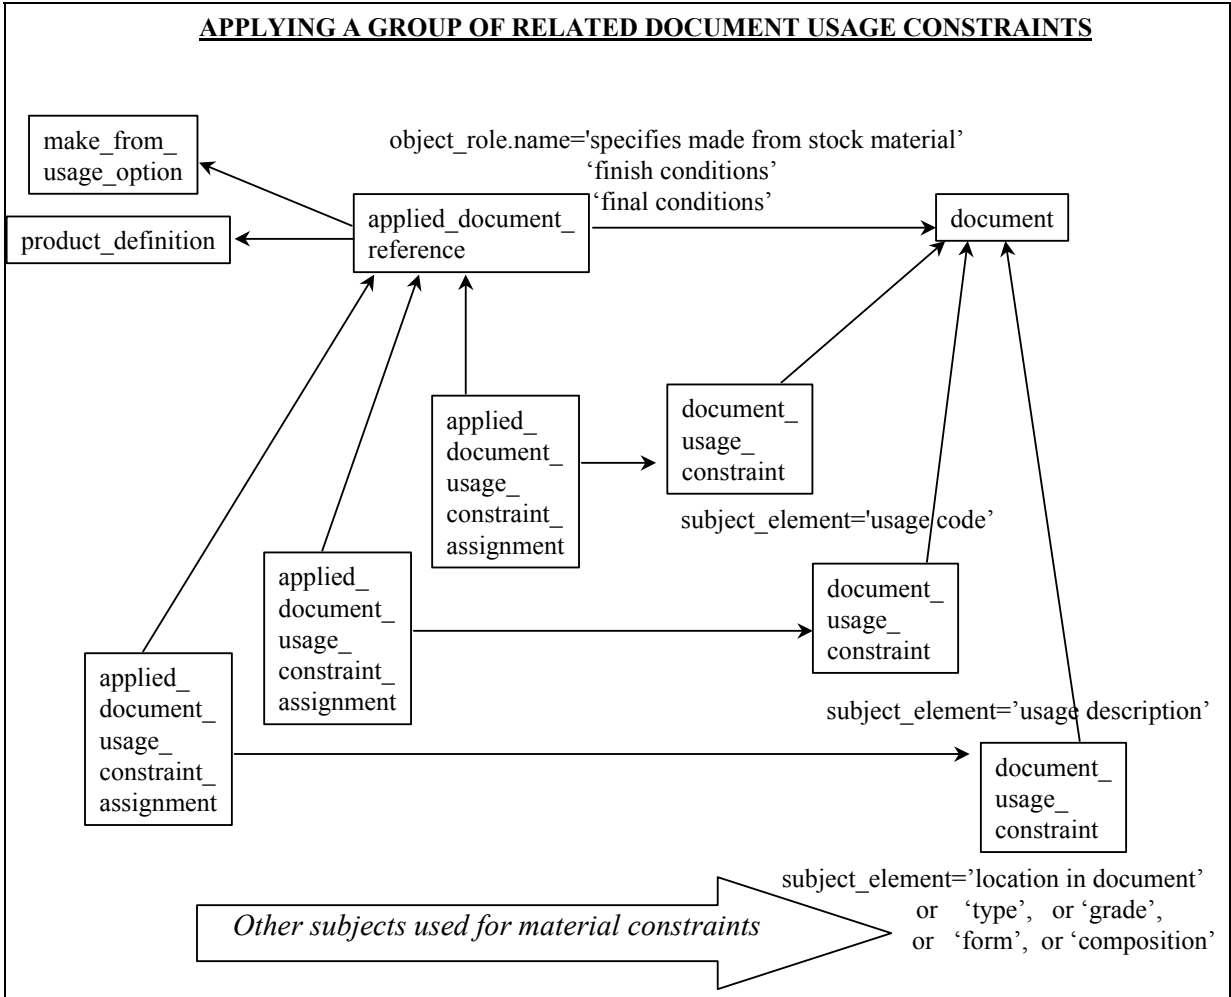 APPLYING A GROUP OF RELATED DOCUMENT USAGE CONSTRAINTS
make_from_
usage_option
object_role.name='specifies made from stock material’
‘finish conditions’
‘final conditions’
product_definition
applied_document_
reference
document
applied_
document_
usage_
constraint_
assignment
document_
usage_
constraint
subject_element='usage code’
applied_
document_
usage_
constraint_
assignment
document_
usage_
constraint
subject_element=’usage description’
applied_
document_
usage_
constraint_
assignment
document_
usage_
constraint
subject_element=’location in document’
or ‘type’, or ‘grade’,
or ‘form’, or ‘composition’
Other subjects used for material constraints